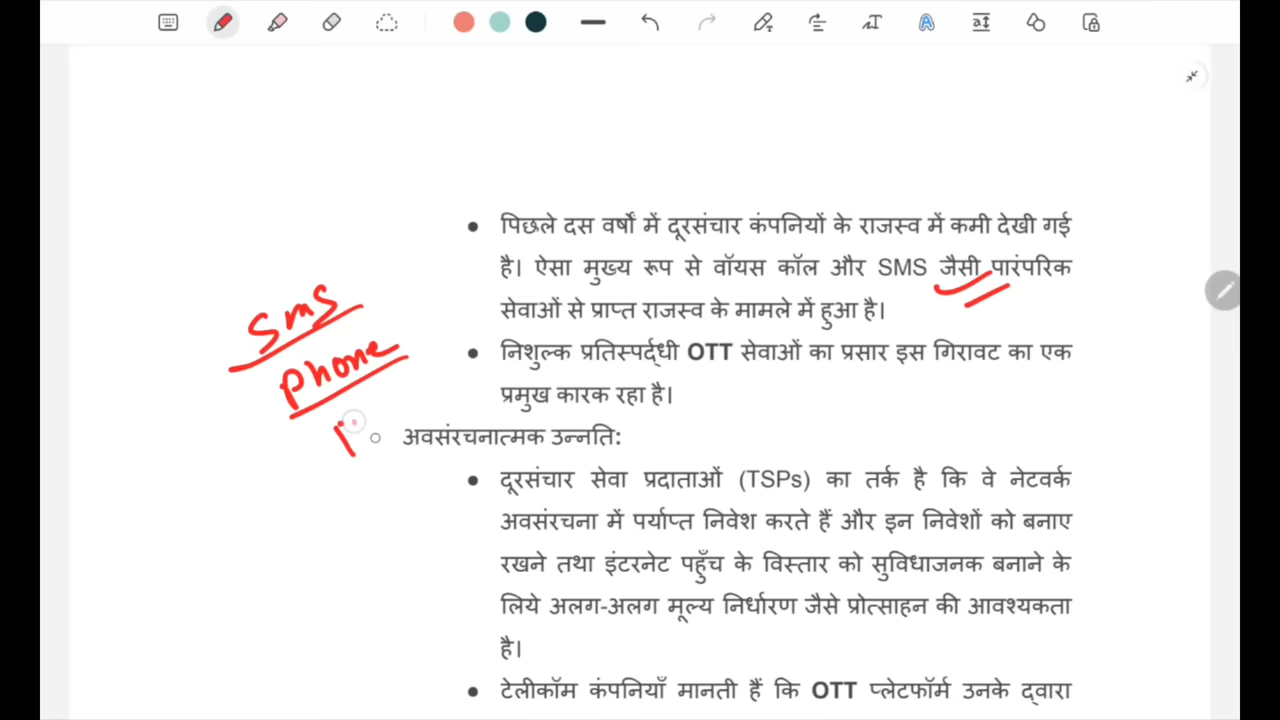 पिछले दस वर्षों में दूरसंचार कंपनियों के राजस्व में कमी देखी गई
है। ऐसा मुख्य रूप से वॉयस कॉल और SMS जैसी पारंपरिक
सेवाओं से प्राप्त राजस्व के मामले में हुआ है।
sms
phone
निशुल्क प्रतिस्पर्द्धी OTT सेवाओं का प्रसार इस गिरावट का एक
प्रमुख कारक रहा है।
अवसंरचनात्मक उन्नति:
दूरसंचार सेवा प्रदाताओं (TSPs) का तर्क है कि वे नेटवर्क
अवसंरचना में पर्याप्त निवेश करते हैं और इन निवेशों को बनाए
रखने तथा इंटरनेट पहुँच के विस्तार को सुविधाजनक बनाने के
लिये अलग-अलग मूल्य निर्धारण जैसे प्रोत्साहन की आवश्यकता
है।
टेलीकॉम कंपनियाँ मानती हैं कि OTT प्लेटफॉर्म उनके द्वारा